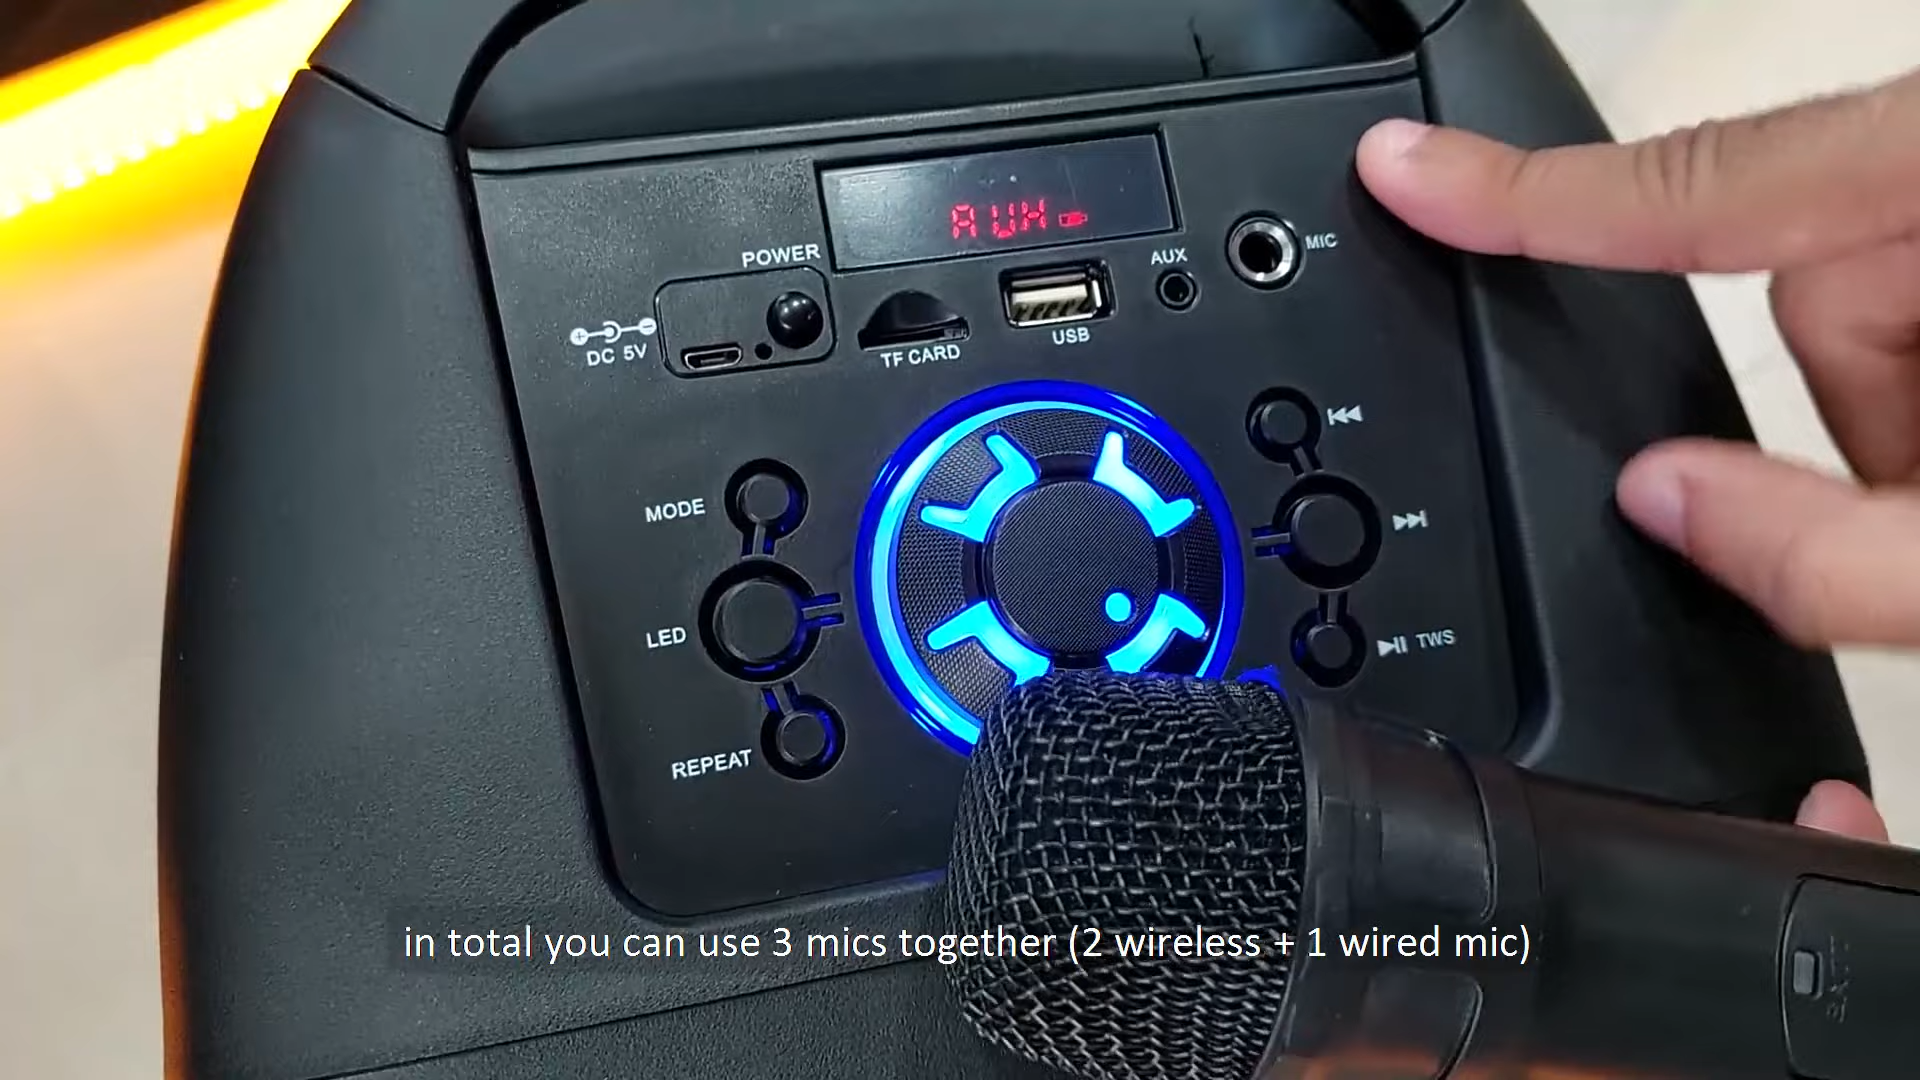 AUX
POWER
AUX
MIC
DC 5V
TF CARD
USB
MODE
LED
TWS
REPEAT
in total you can use 3 mics together (2 wireless + 1 wired mic)